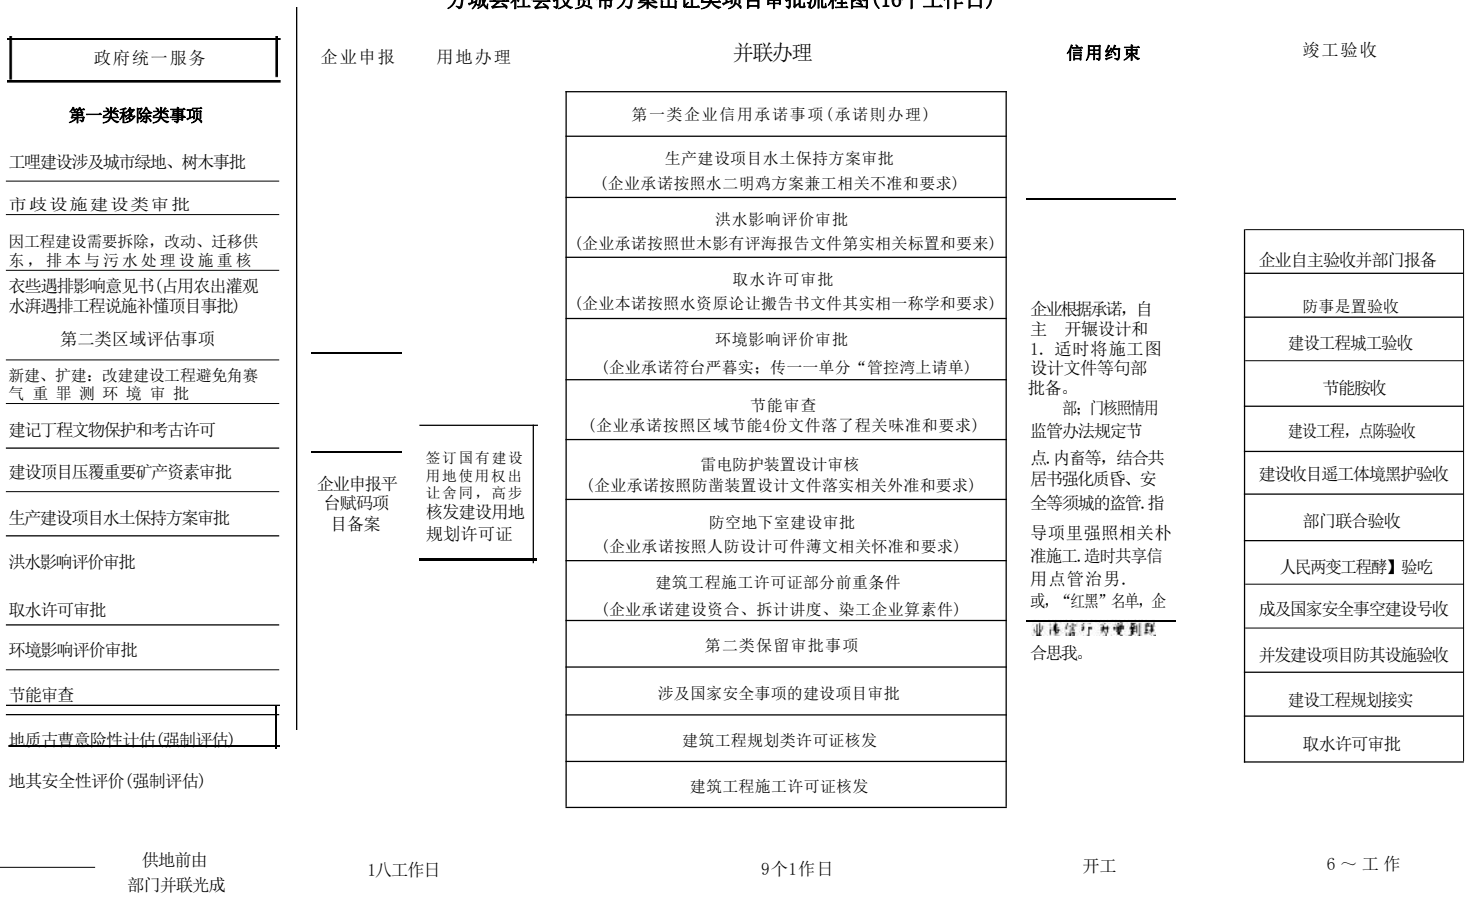 方城会社会投资带方案出让类项目审批流程图(16个工作日)
政府统一服务
第一类移除类事项
工哩建设涉及城市绿地、树木事批
市歧设施建设类审批
因工程建设需要拆除，改动、迁移供
东，排本与污水处理设施重核
衣些遇排影响意见书(占用农出灌观
水湃遇排工程说施补懂项目事批)
第二类区域评估事项
新建、扩建：改建建设工程避免角赛
气重罪测环境审批
建记丁程文物保护和考古许可
建设项目压覆重要矿产资素审批
生产建设项目水土保持方案审批
洪水影响评价审批
取水许可审批
环境影响评价审批
节能审查
地质古曹意险性计估(强制评估)
地其安全性评价(强制评估)
供地前由
部门并联光成
企业申报
企业申报平
台赋码项
目备案
用地办理
签订国有建设
用地使用权出
让舍同，高步
核发建设用地
规划许可证
1八工作日
并联办理
第一类企业信用承诺事项(承诺則办理)
生产建设项目水土保持方案审批
(企业承诺按照水二明鸡方案兼工相关不准和要求)
洪水影响评价审批
(企业承诺按照世木影有评海报告文件第实相关标置和要来)
取水许可审批
(企业本诺按照水资原论让搬告书文件其实相一称学和要求)
环境影响评价审批
(企业承诺符台严暮实；传一一单分“管控湾上请单)
节能审查
(企业承诺按照区域节能4份文件落了程关味准和要求)
雷电防护装置设计审核
(企业承诺按照防凿装置设计文件落实相关外准和要求)
防空地下室建设审批
(企业承诺按照人防设计可件薄文相关怀准和要求)
建筑工程施工许可证部分前重条件
(企业承诺建设资合、拆计讲度、染工企业算素件)
第二类保留审批事项
涉及国家安全事项的建设项目审批
建筑工程规划类许可证核发
建筑工程施工许可证核发
9个1作日
信用约束
企业根据承诺，自
主 开辗设计和
1. 适时将施工图
设计文件等句部
批备。
部；门核照情用
监管办法规定节
点.内畜等，结合共
居书强化质昏、安
全等须城的盗管.指
导项里强照相关朴
准施工.造时共享信
用点管治男.
或，“红黑”名单，企
合思我。
开工
竣工验收
企业自主验收并部门报备
防事是置验收
建设工程城工验收
节能胺收
建设工程，点陈验收
建设收目遥工体境黑护验收
部门联合验收
人民两变工程酵】验吃
成及国家安全事空建设号收
并发建设项目防其设施验收
建设工程规划接实
取水许可审批
6～工作